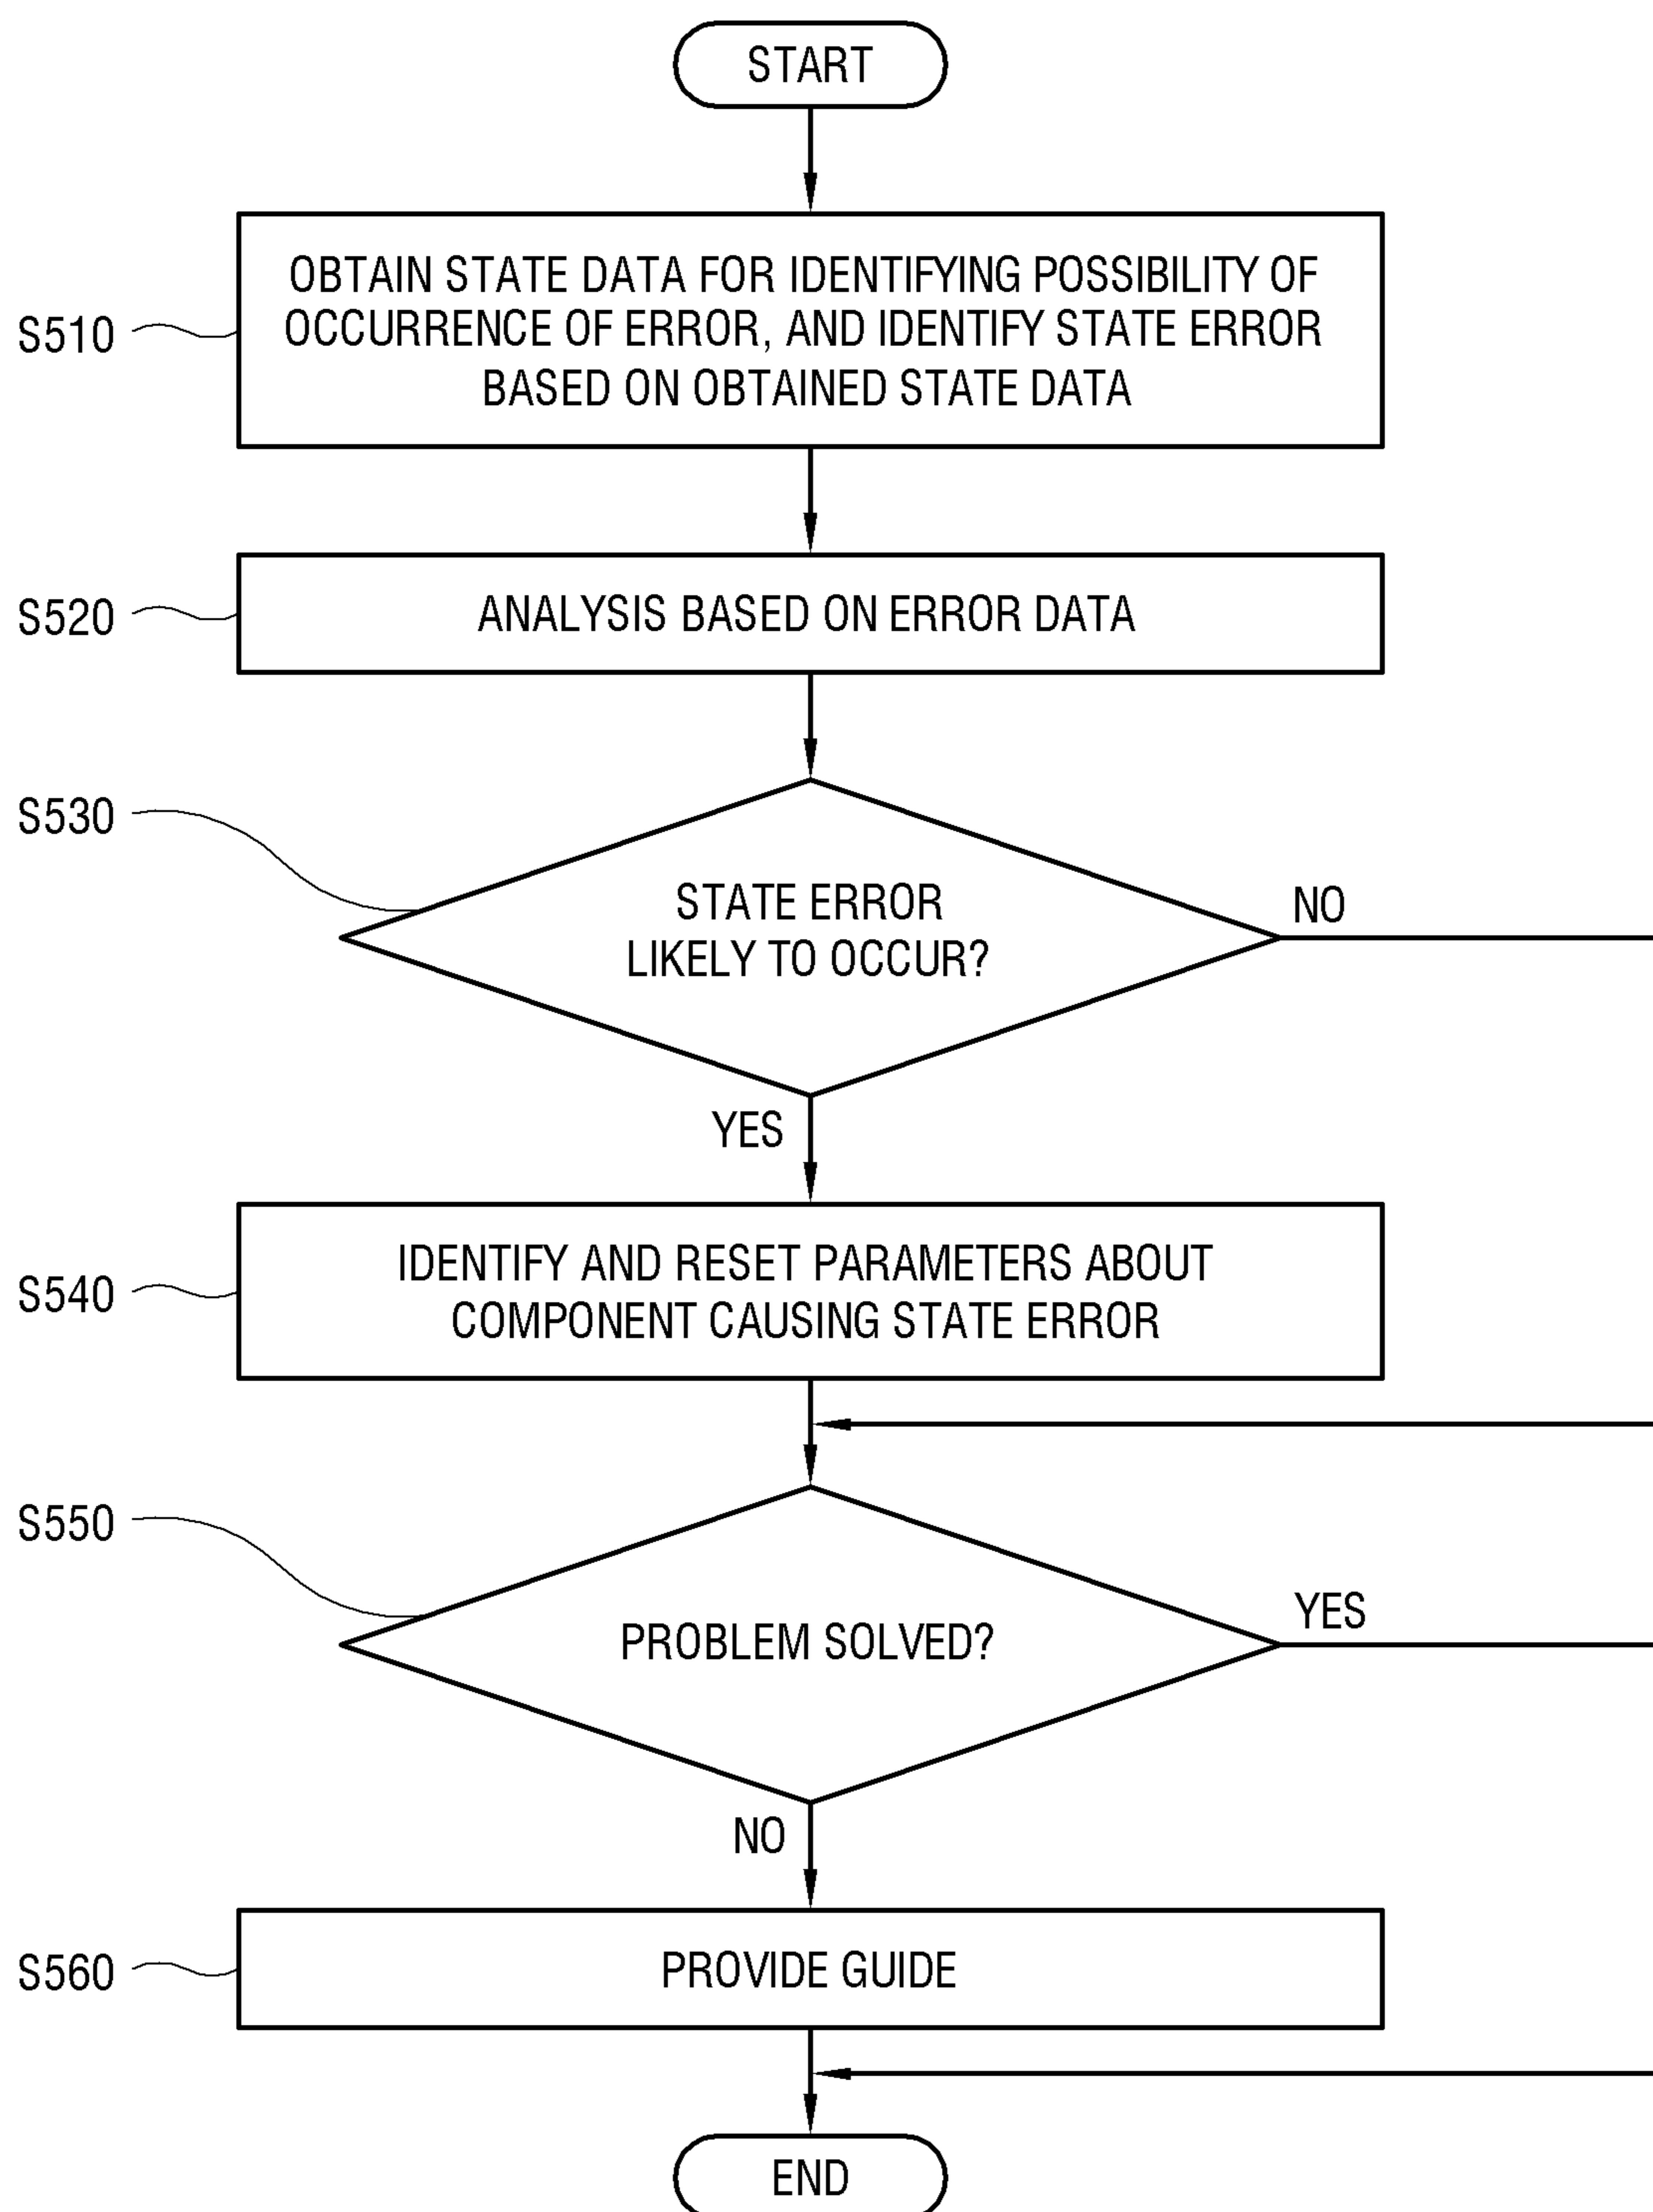 START
S510
OBTAIN STATE DATA FOR IDENTIFYING POSSIBILITY OF
OCCURRENCE OF ERROR, AND IDENTIFY STATE ERROR
BASED ON OBTAINED STATE DATA
S520
ANALYSIS BASED ON ERROR DATA
S530
STATE ERROR
LIKELY TO OCCUR?
NO
YES
S540
IDENTIFY AND RESET PARAMETERS ABOUT
COMPONENT CAUSING STATE ERROR
S550
PROBLEM SOLVED?
YES
NO
S560
PROVIDE GUIDE
END